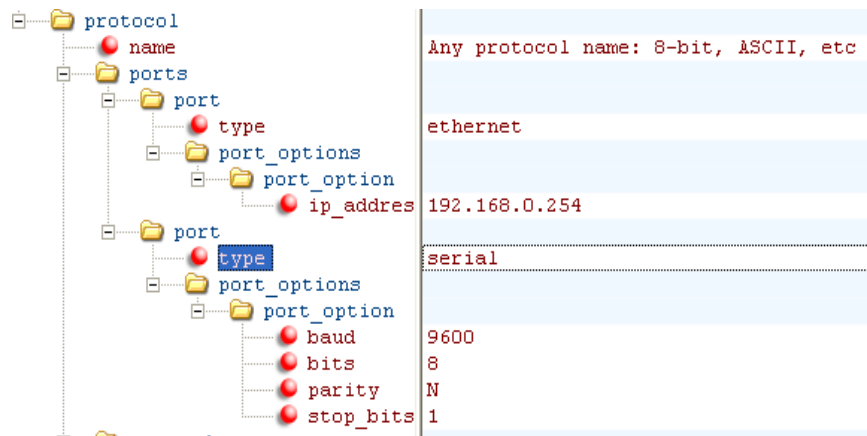 protocol
name Any protocol name: 8-bit, ASCII, etc
ports
port
type ethernet
port_options
port_option
ip_addres 192.168.0.254
port
type serial
port_options
port_option
baud 9600
bits 8
parity N
stop_bits 1